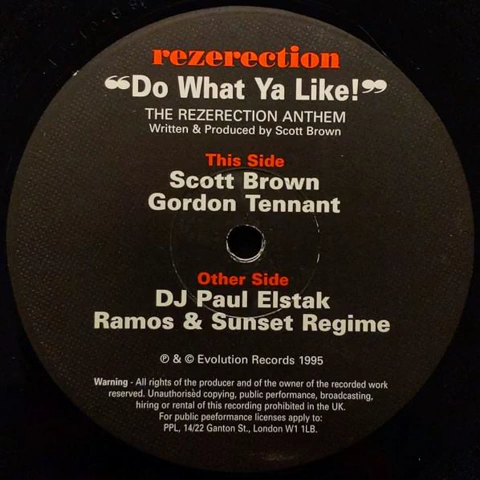 rezerection
“Do What Ya Like!”
THE REZERECTION ANTHEM
Written & Produced by Scott Brown
This Side
Scott Brown
Gordon Tennant
Other Side
DJ Paul Elstak
Ramos & Sunset Regime
℗ & © Evolution Records 1995
Warning - All rights of the producer and of the owner of the recorded work
reserved. Unauthorisèd copying, public peformance, broadcasting,
hiring or rental of this recording prohibited in the UK.
For public peeformance licenses apply to:
PPL, 14/22 Ganton St., London W1 1LB.